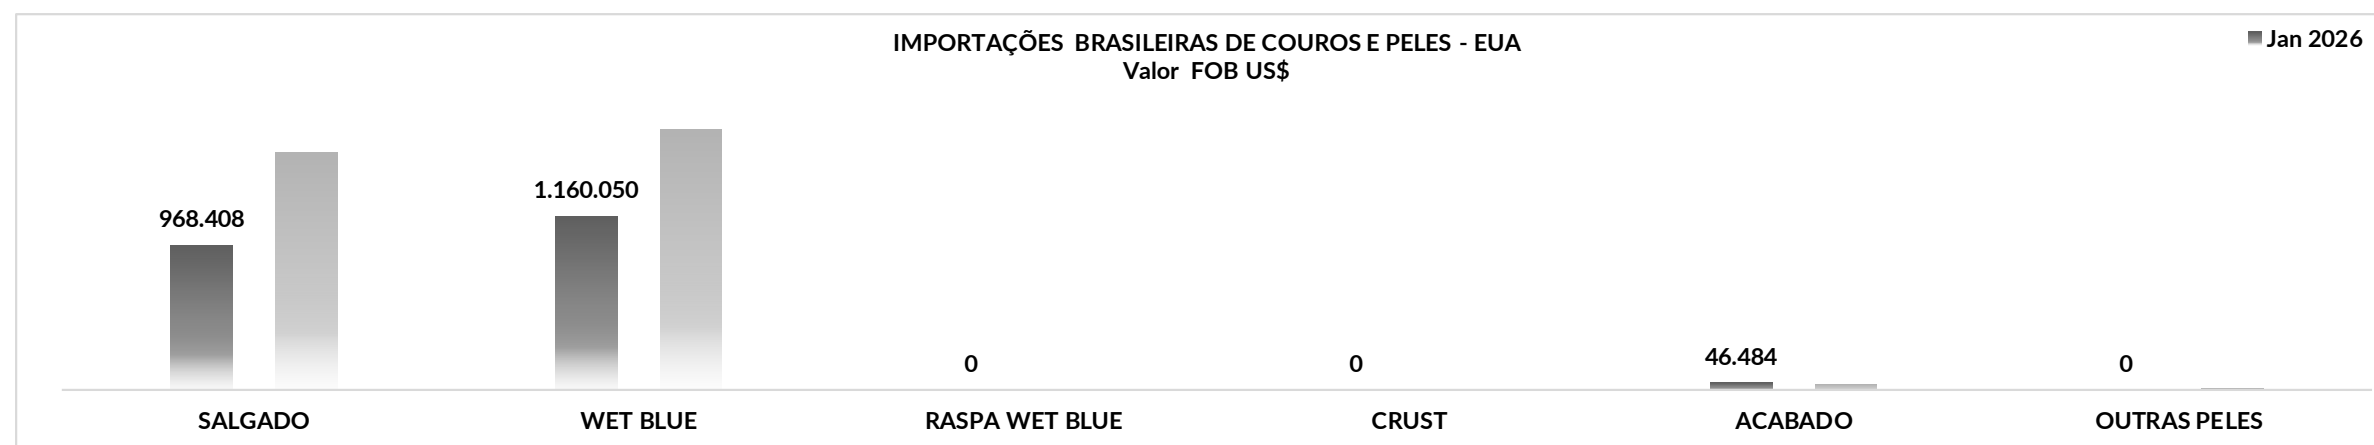 IMPORTAÇÕES BRASILEIRAS DE COUROS E PELES - EUA
Valor FOB US$
Jan 2026
968.408
1.160.050
0
0
46.484
0
SALGADO
WET BLUE
RASPA WET BLUE
CRUST
ACABADO
OUTRAS PELES